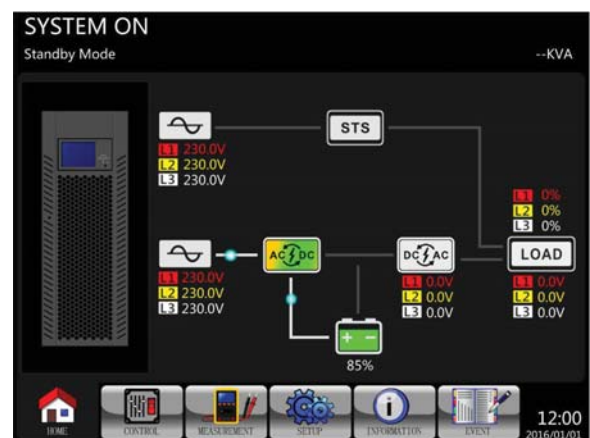 SYSTEM ON
Standby Mode --KVA
STS
L1 230.0V
L2 230.0V
L3 230.0V
L1 0%
L2 0%
L3 0%
AC DC
DC AC
LOAD
L1 230.0V
L2 230.0V
L3 230.0V
L1 0.0V
L2 0.0V
L3 0.0V
L1 0.0V
L2 0.0V
L3 0.0V
+ -
85%
HOME
CONTROL
MEASUREMENT
SETUP
INFORMATION
EVENT
12:00
2016/01/01